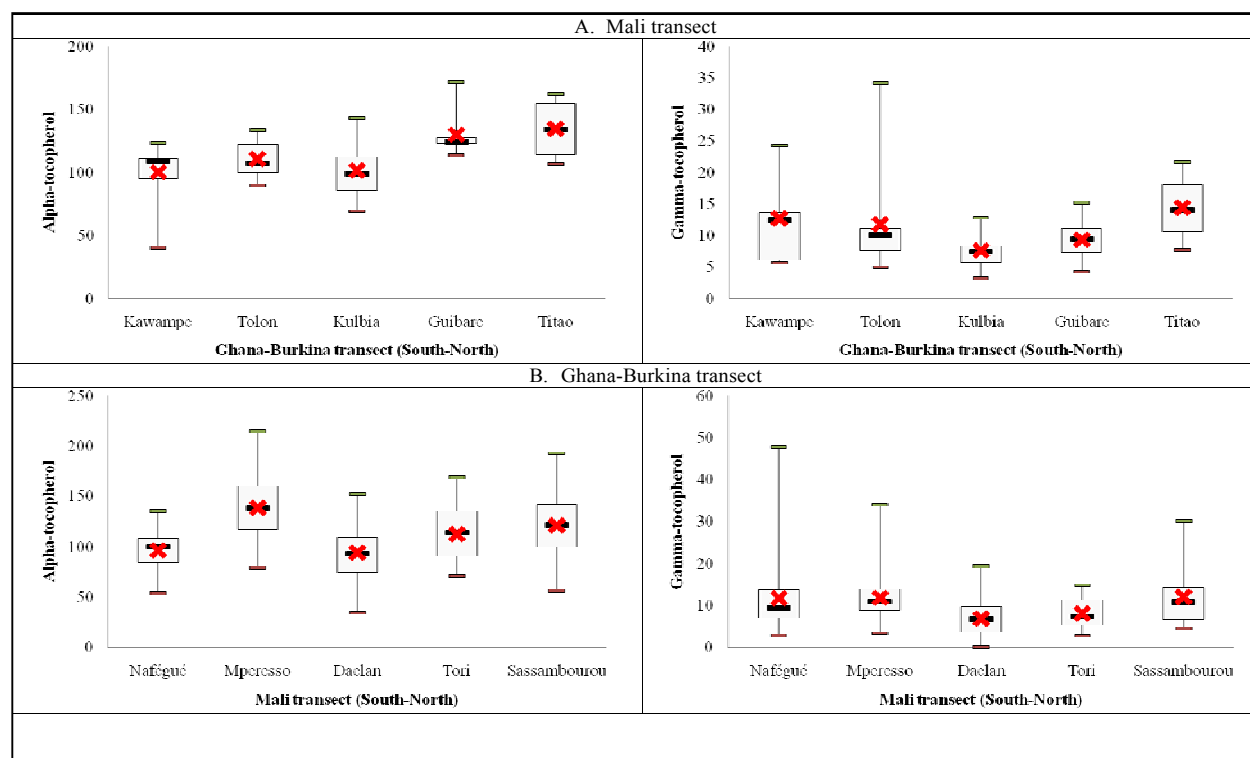 A. Mali transect
200
150
100
50
0
Alpha-tocopherol
Kawampe Tolon Kulbia Guibare Titao
Ghana-Burkina transect (South-North)
40
35
30
25
20
15
10
5
0
Gamma-tocopherol
Kawampe Tolon Kulbia Guibare Titao
Ghana-Burkina transect (South-North)
B. Ghana-Burkina transect
250
200
150
100
50
0
Alpha-tocopherol
Nafégué Mperesso Daelan Tori Sassambourou
Mali transect (South-North)
60
50
40
30
20
10
0
Gamma-tocopherol
Nafégué Mperesso Daelan Tori Sassambourou
Mali transect (South-North)